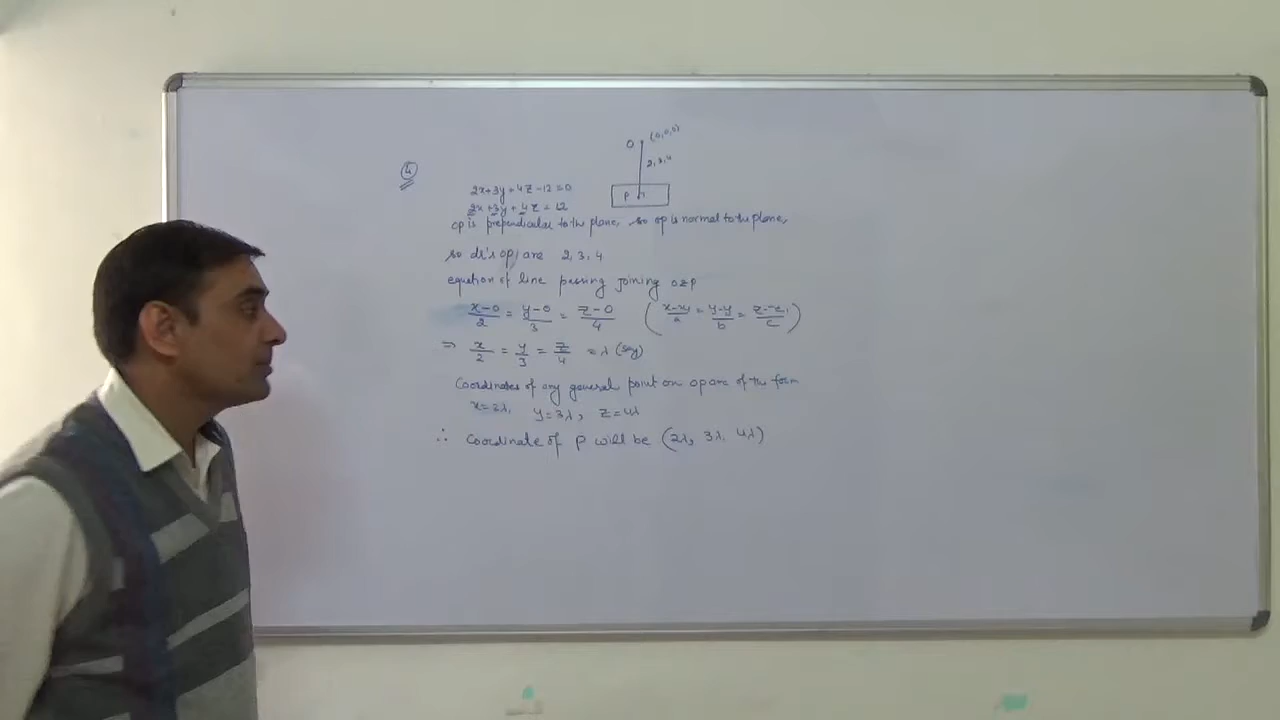 4
O (0,0,0)
2,3,4
P
2x+3y+4z-12=0
2x+3y+4z=12
op is prependicular to the plane, so op is normal to the plane,
so dr's op, are 2, 3, 4
equation of line passing joining o & p
x-0/2 = y-0/3 = z-0/4 (x-x1/a = y-y/b = z-z1/c)
⇒ x/2 = y/3 = z/4 = λ (say)
Coordinates of any general point on op are of the form
x=2λ, y=3λ, z=4λ
∴ Coordinate of P will be (2λ, 3λ, 4λ)